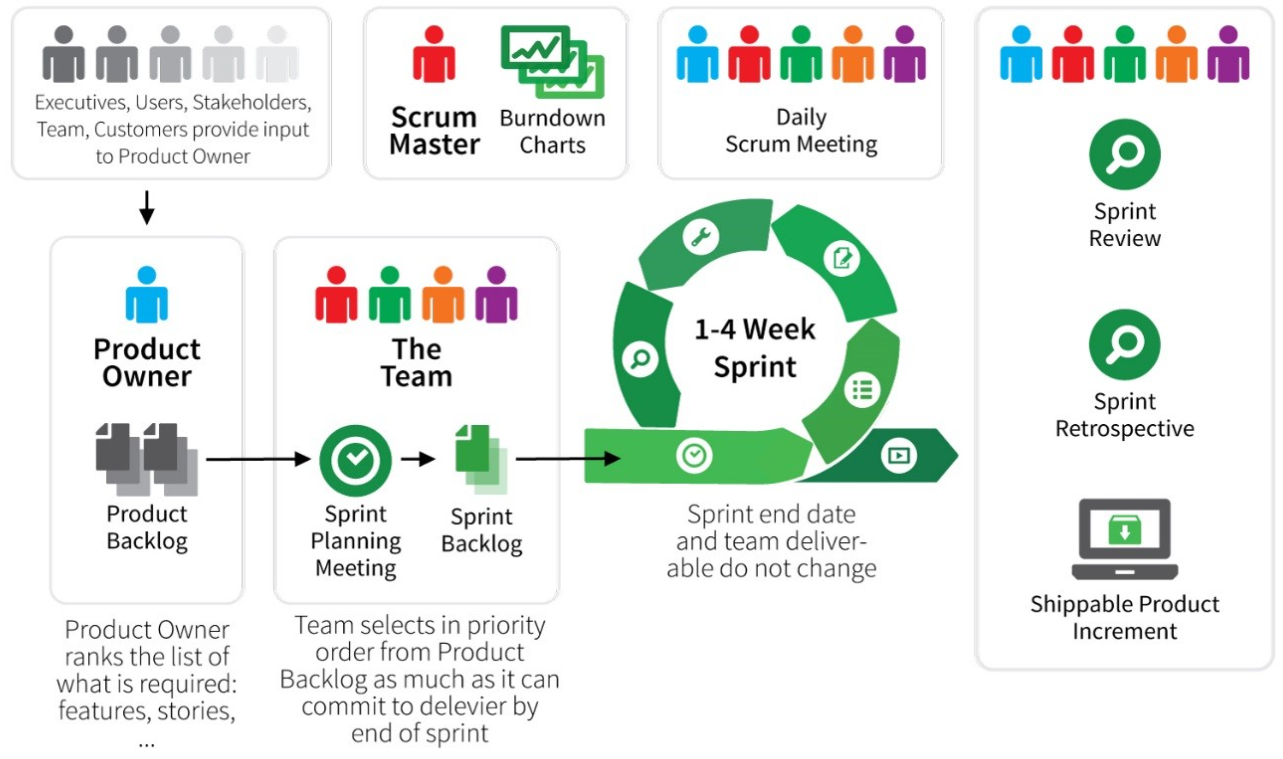 Executives, Users, Stakeholders,
Team, Customers provide input
to Product Owner
Scrum
Master
Burndown
Charts
Daily
Scrum Meeting
Sprint
Review
Sprint
Retrospective
Shippable Product
Increment
Product
Owner
Product
Backlog
Product Owner
ranks the list of
what is required:
features, stories,
...
The
Team
Sprint
Planning
Meeting
Sprint
Backlog
Team selects in priority
order from Product
Backlog as much as it can
commit to delevier by
end of sprint
1-4 Week
Sprint
Sprint end date
and team deliver-
able do not change